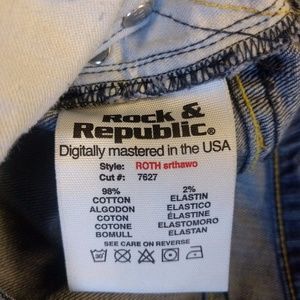 Rock &
Republic®
Digitally mastered in the USA
Style: ROTH srthawo
Cut #: 7627
98% 2%
COTTON ELASTIN
ALGODON ELASTICO
COTON ÉLASTINE
COTONE ELASTOMORO
BOMULL ELASTAN
SEE CARE ON REVERSE